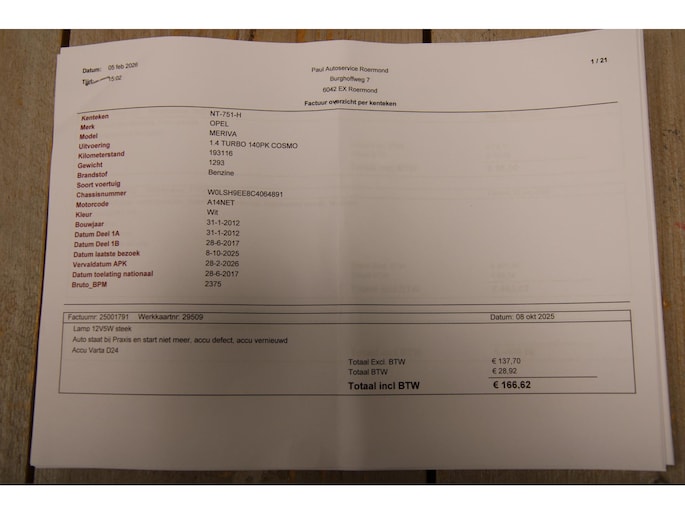 Datum: 05 feb 2026
Tijd: 15:02
Paul Autoservice Roermond
Burghoffweg 7
6042 EX Roermond
1 / 21
Factuur overzicht per kenteken
Kenteken NT-751-H
Merk OPEL
Model MERIVA
Uitvoering 1.4 TURBO 140PK COSMO
Kilometerstand 193116
Gewicht 1293
Brandstof Benzine
Soort voertuig
Chassisnummer W0LSH9EE8C4064891
Motorcode A14NET
Kleur Wit
Bouwjaar 31-1-2012
Datum Deel 1A 31-1-2012
Datum Deel 1B 28-6-2017
Datum laatste bezoek 8-10-2025
Vervaldatum APK 28-2-2026
Datum toelating nationaal 28-6-2017
Bruto_BPM 2375
Factuurnr: 25001791 Werkkaartnr: 29509 Datum: 08 okt 2025
Lamp 12V5W steek
Auto staat bij Praxis en start niet meer, accu defect, accu vernieuwd
Accu Varta D24
Totaal Excl. BTW € 137,70
Totaal BTW € 28,92
Totaal incl BTW € 166,62